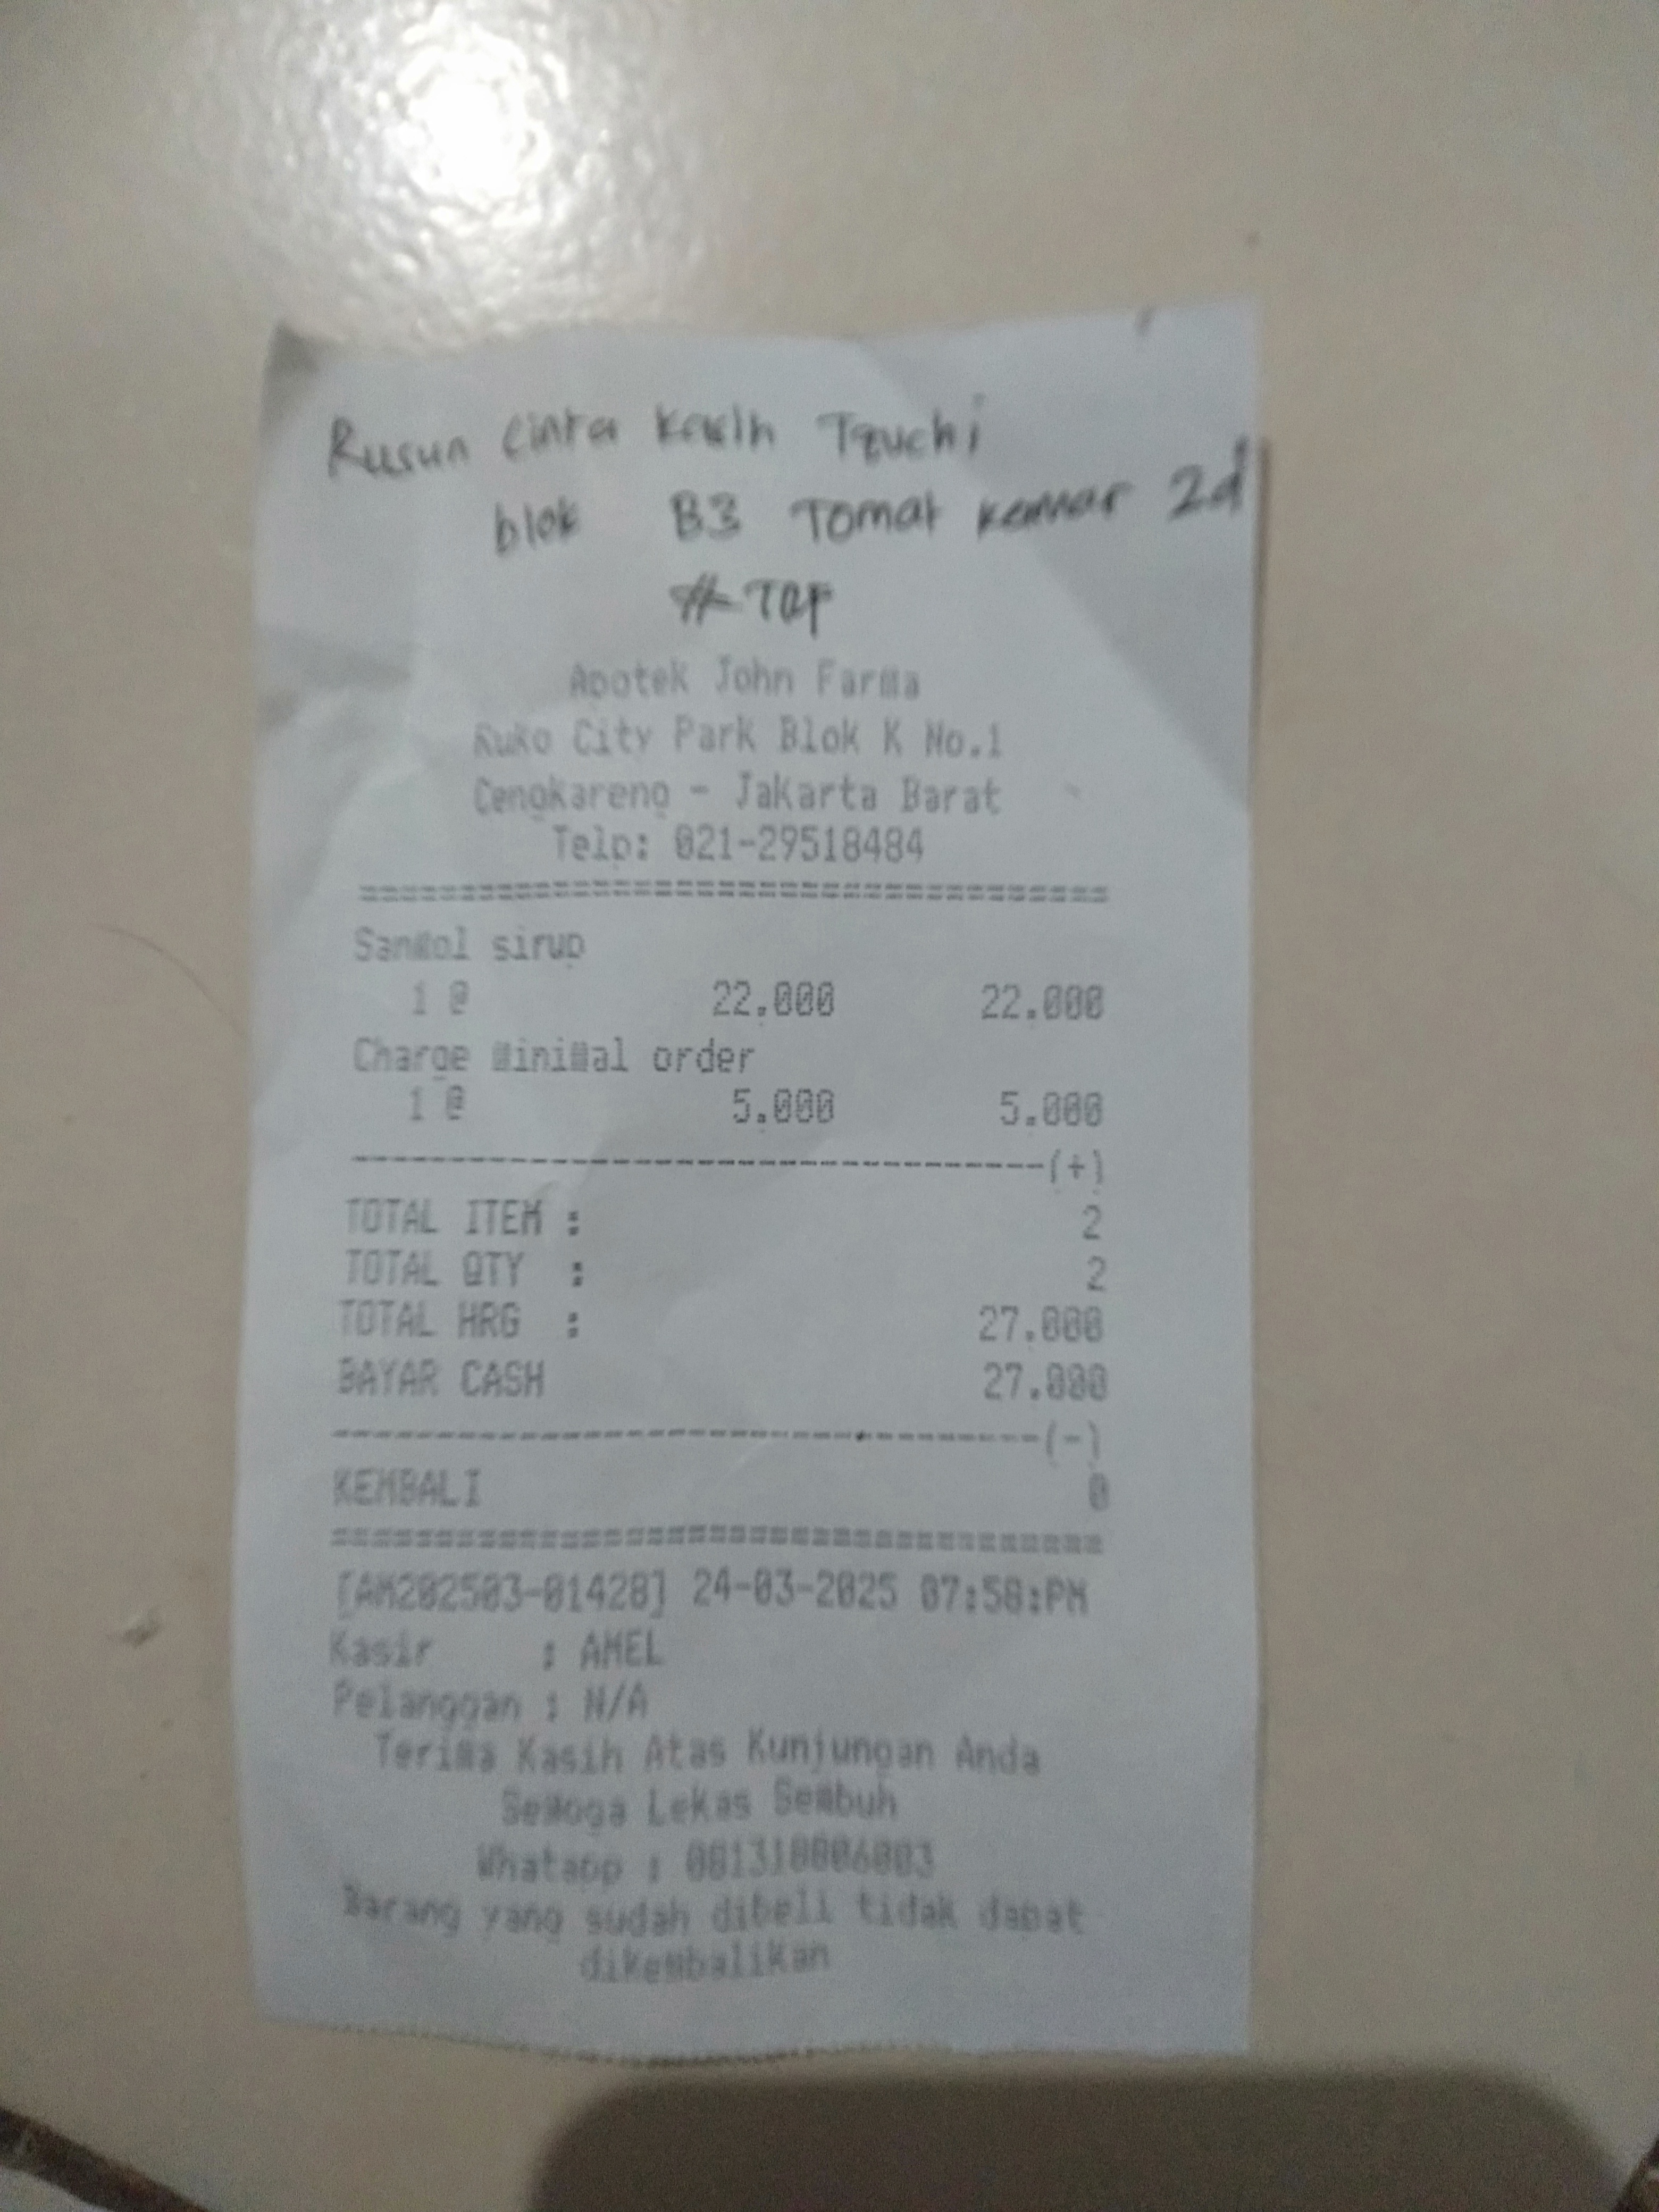 Rusun Cinta Kasih Tzuchi
blok B3 Tomat kamar 2d
# TOP
Apotek John Farma
Ruko City Park Blok K No.1
Cengkareng - Jakarta Barat
Telp: 021-29518484
Sanmol sirup
1 @ 22.000 22.000
Charge minimal order
1 @ 5.000 5.000
(+)
TOTAL ITEM : 2
TOTAL QTY : 2
TOTAL HRG : 27.000
BAYAR CASH 27.000
(-)
KEMBALI 0
[AM202503-01428] 24-03-2025 07:58:PM
Kasir : AMEL
Pelanggan : N/A
Terima Kasih Atas Kunjungan Anda
Semoga Lekas Sembuh
Whatapp :
Barang yang sudah dibeli tidak dapat
dikembalikan